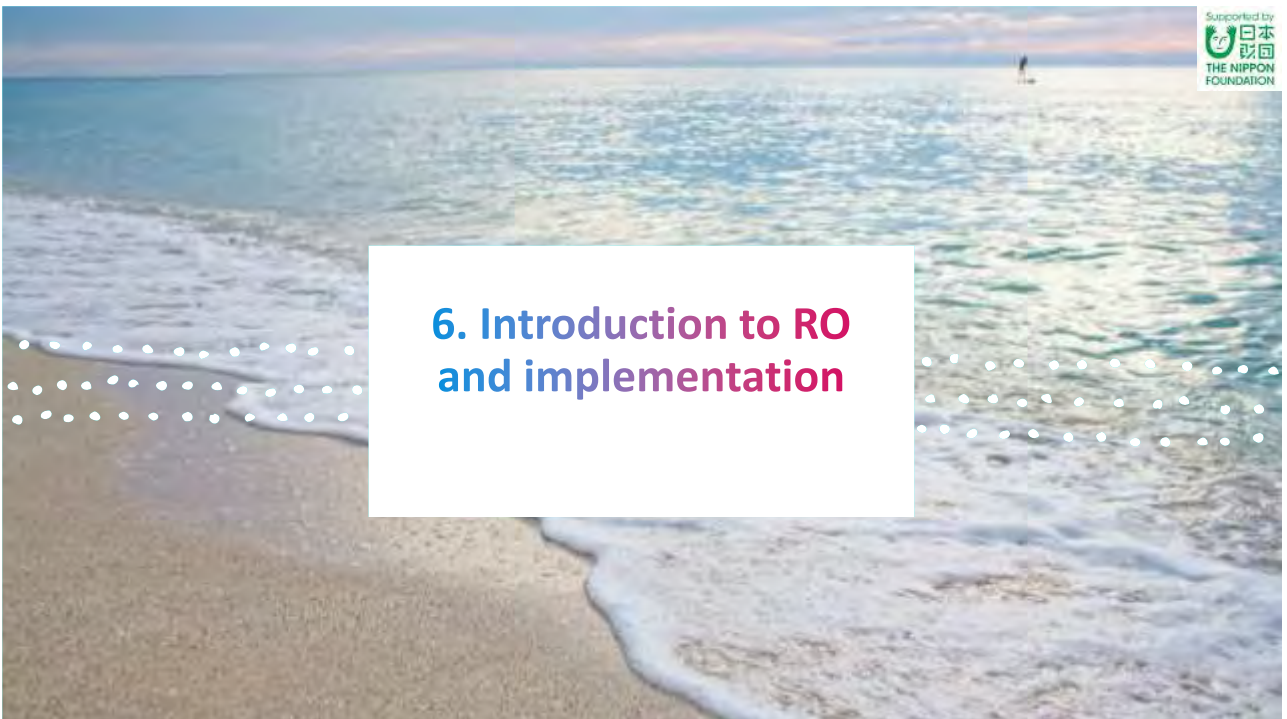 Supported by
日本
財団
THE NIPPON
FOUNDATION
6. Introduction to RO
and implementation